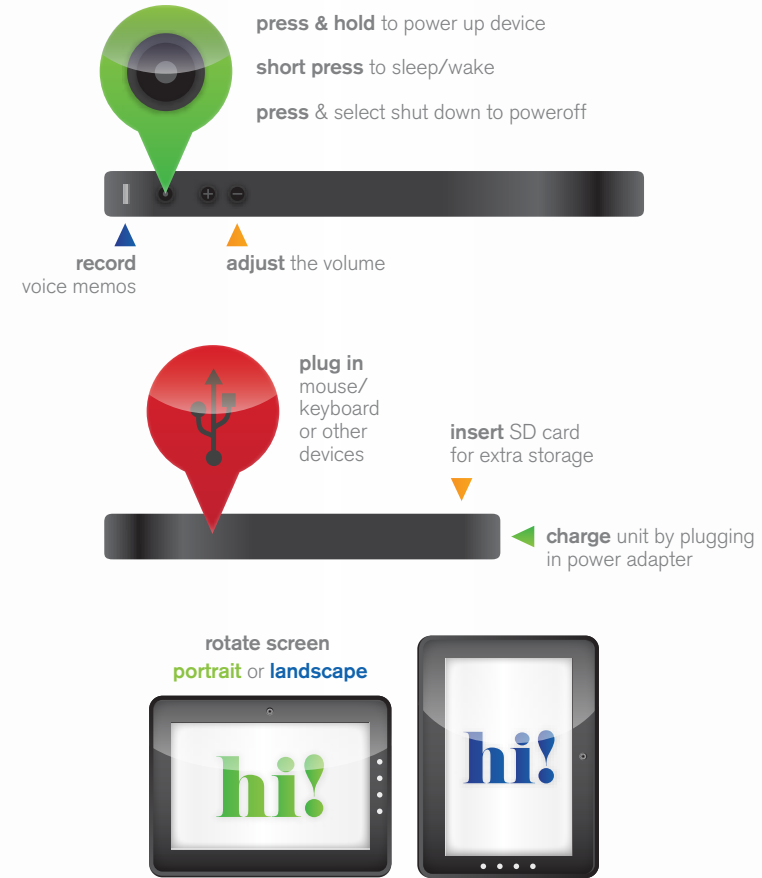 press & hold to power up device
short press to sleep/wake
press & select shut down to poweroff
record
voice memos
adjust the volume
plug in
mouse/
keyboard
or other
devices
insert SD card
for extra storage
charge unit by plugging
in power adapter
rotate screen
portrait or landscape
hi!
hi!